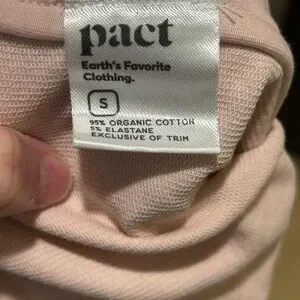 pact
Earth's Favorite
Clothing.
S
95% ORGANIC COTTON
5% ELASTANE
EXCLUSIVE OF TRIM